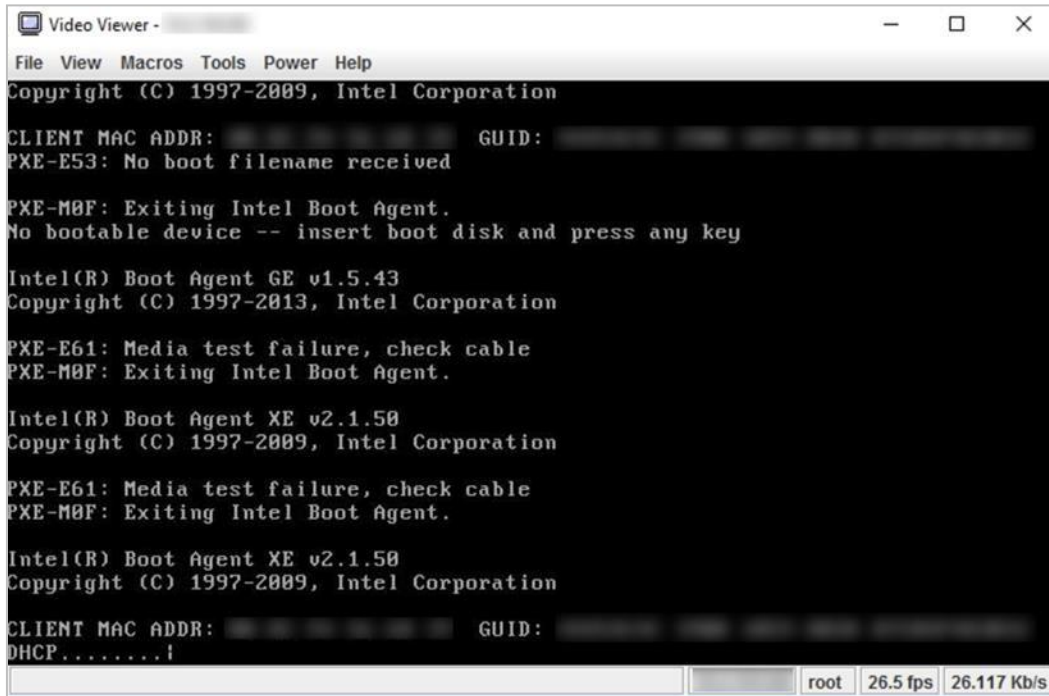 Video Viewer -
File View Macros Tools Power Help
Copyright (C) 1997-2009, Intel Corporation
CLIENT MAC ADDR: GUID:
PXE-E53: No boot filename received
PXE-M0F: Exiting Intel Boot Agent.
No bootable device -- insert boot disk and press any key
Intel(R) Boot Agent GE v1.5.43
Copyright (C) 1997-2013, Intel Corporation
PXE-E61: Media test failure, check cable
PXE-M0F: Exiting Intel Boot Agent.
Intel(R) Boot Agent XE v2.1.50
Copyright (C) 1997-2009, Intel Corporation
PXE-E61: Media test failure, check cable
PXE-M0F: Exiting Intel Boot Agent.
Intel(R) Boot Agent XE v2.1.50
Copyright (C) 1997-2009, Intel Corporation
CLIENT MAC ADDR: GUID:
DHCP........¦
root 26.5 fps 26.117 Kb/s